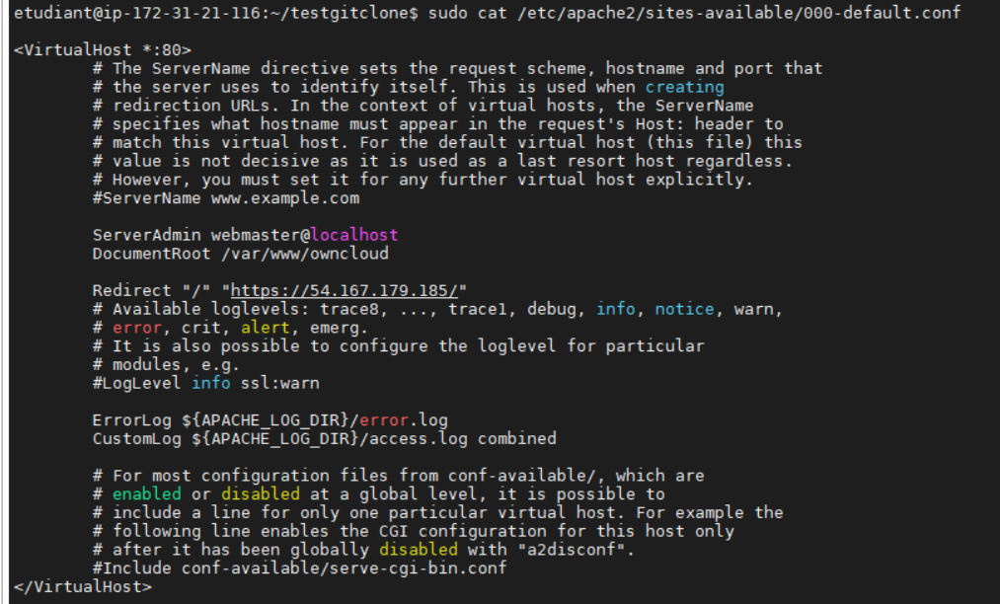 etudiant@ip-172-31-21-116:~/testgitclone$ sudo cat /etc/apache2/sites-available/000-default.conf
<VirtualHost *:80>
# The ServerName directive sets the request scheme, hostname and port that
# the server uses to identify itself. This is used when creating
# redirection URLs. In the context of virtual hosts, the ServerName
# specifies what hostname must appear in the request's Host: header to
# match this virtual host. For the default virtual host (this file) this
# value is not decisive as it is used as a last resort host regardless.
# However, you must set it for any further virtual host explicitly.
#ServerName www.example.com
ServerAdmin webmaster@localhost
DocumentRoot /var/www/owncloud
Redirect "/" "https://54.167.179.185/"
# Available loglevels: trace8, ..., trace1, debug, info, notice, warn,
# error, crit, alert, emerg.
# It is also possible to configure the loglevel for particular
# modules, e.g.
#LogLevel info ssl:warn
ErrorLog ${APACHE_LOG_DIR}/error.log
CustomLog ${APACHE_LOG_DIR}/access.log combined
# For most configuration files from conf-available/, which are
# enabled or disabled at a global level, it is possible to
# include a line for only one particular virtual host. For example the
# following line enables the CGI configuration for this host only
# after it has been globally disabled with "a2disconf".
#Include conf-available/serve-cgi-bin.conf
</VirtualHost>